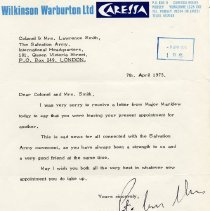 Wilkinson Warburton Ltd CARESSA
Colonel & Mrs. Lawrence Smith,
The Salvation Army,
International Headquarters,
101, Queen Victoria Street,
P.O. Box 249, LONDON.
7th. April 1975.
Dear Colonel and Mrs. Smith,
I was very sorry to receive a letter from Major
today to say that you were leaving your present appointment for
another.
This is sad news for all connected with the Salvation
Army movement, as you have always been a strength to us and
a very good friend at the same time.
May I wish you both all the very best in whatever new
appointment you do take up.
Yours sincerely,